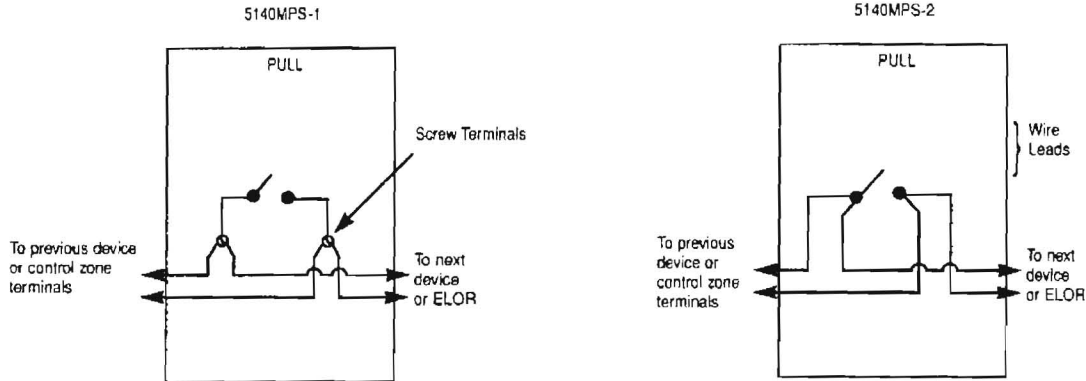 5140MPS-1
PULL
Screw Terminals
To previous device
or control zone
terminals
To next
device
or ELOR
5140MPS-2
PULL
Wire
Leads
To previous
device or
control zone
terminals
To next
device
or ELOR